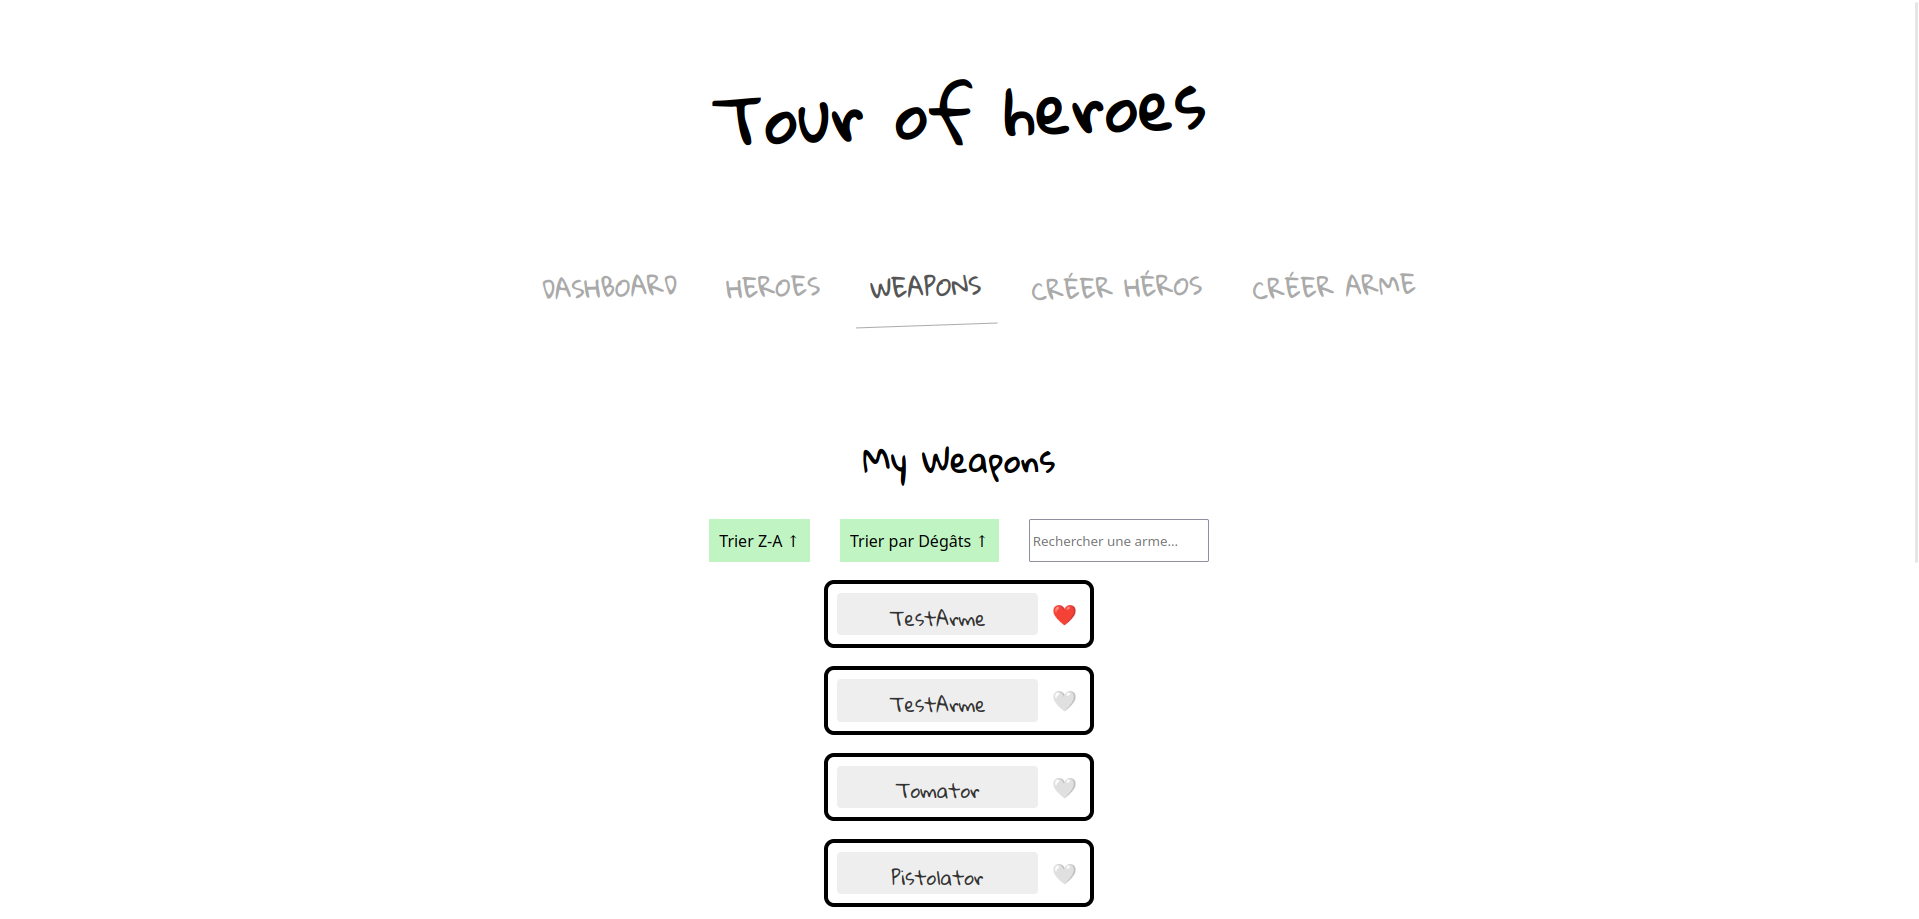 Tour of heroes
DASHBOARD HEROES WEAPONS CRÉER HÉROS CRÉER ARME
My Weapons
Trier Z-A ↑ Trier par Dégâts ↑ Rechercher une arme...
TestArme
TestArme
Tomator
Pistolator